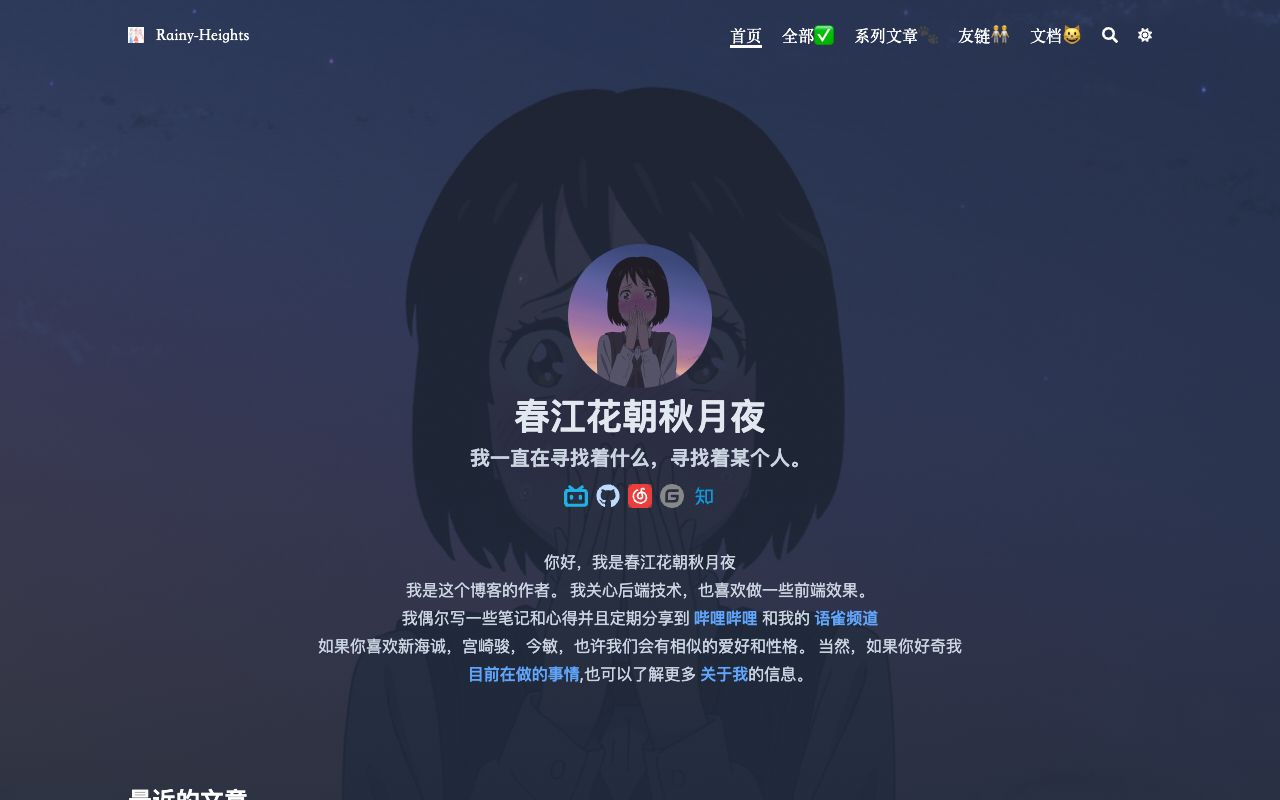 Rainy-Heights
首页 全部✅ 系列文章🐾 友链👬 文档😺
春江花朝秋月夜
我一直在寻找着什么，寻找着某个人。
知
你好，我是春江花朝秋月夜
我是这个博客的作者。 我关心后端技术，也喜欢做一些前端效果。
我偶尔写一些笔记和心得并且定期分享到 哔哩哔哩 和我的 语雀频道
如果你喜欢新海诚，宫崎骏，今敏，也许我们会有相似的爱好和性格。 当然，如果你好奇我
目前在做的事情,也可以了解更多 关于我的信息。
最近的文章